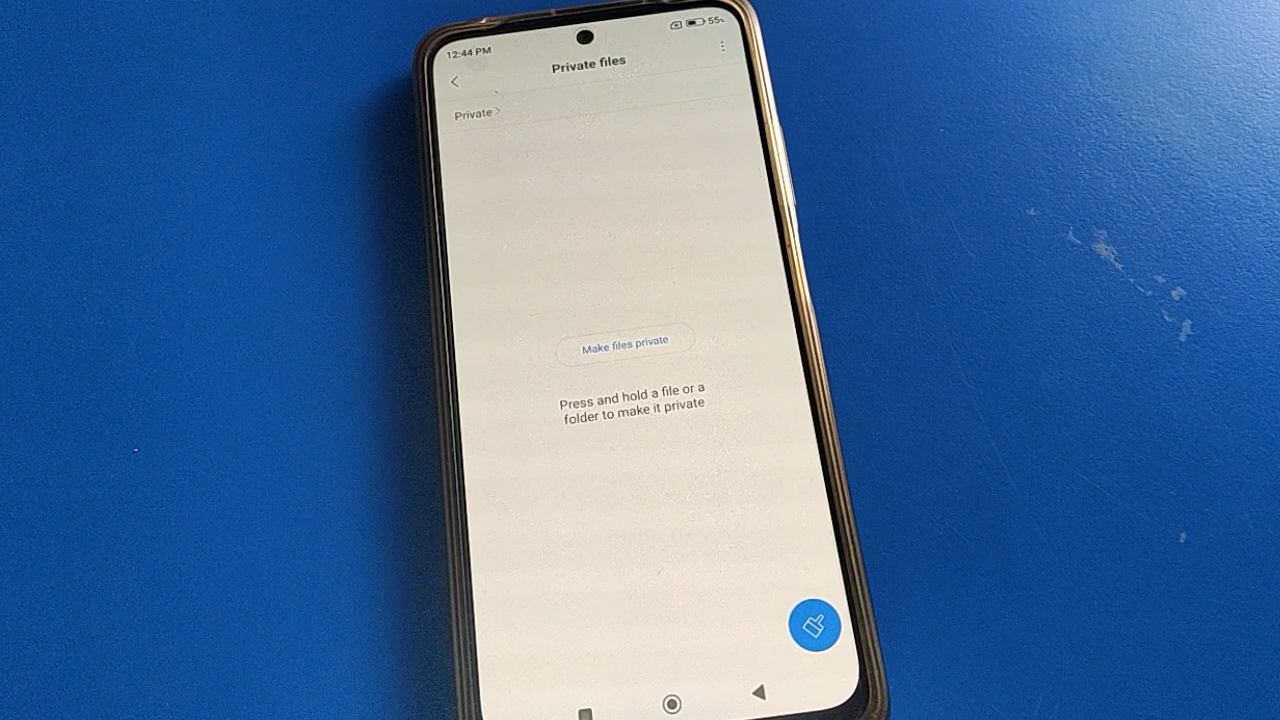 12:44 PM
55%
Private files
Private
Make files private
Press and hold a file or a
folder to make it private